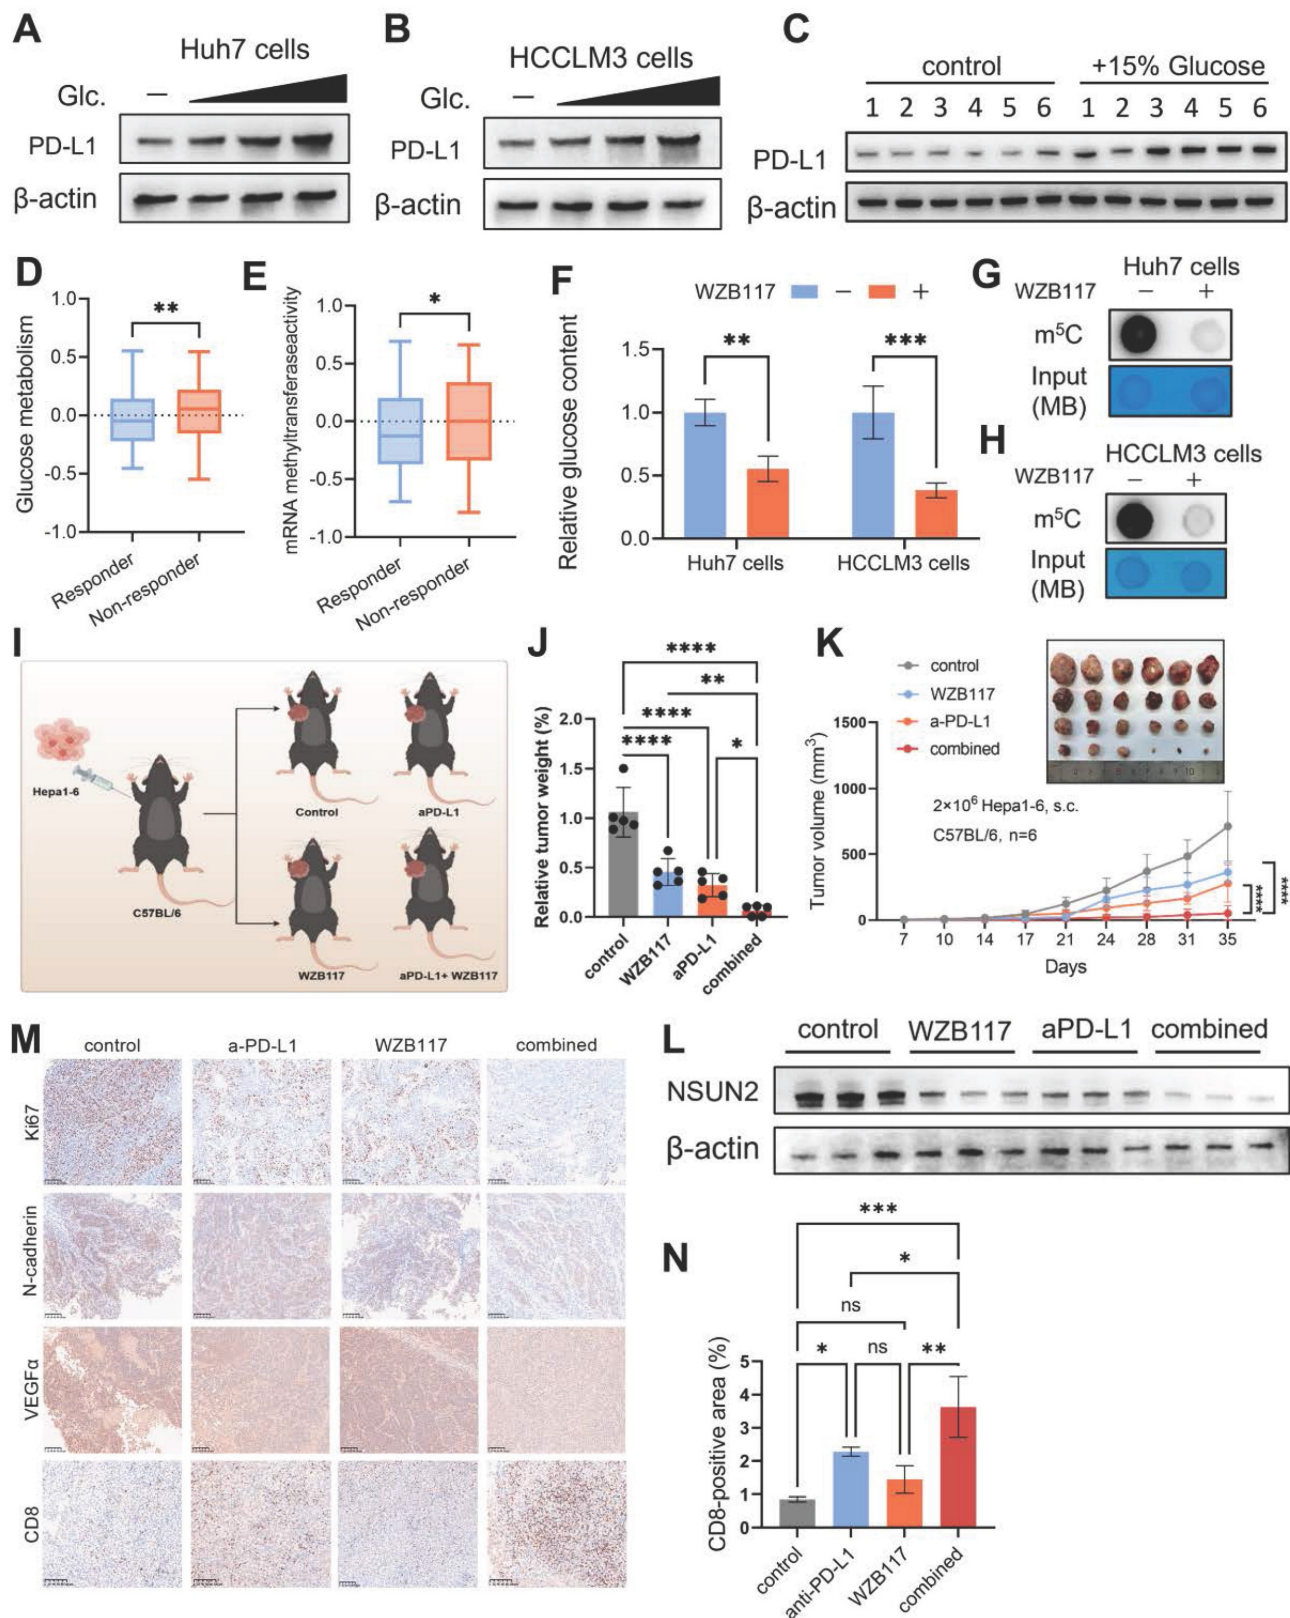 A
Huh7 cells
Glc.
—
PD-L1
β-actin
B
HCCLM3 cells
Glc.
—
PD-L1
β-actin
C
control
+15% Glucose
1 2 3 4 5 6 1 2 3 4 5 6
PD-L1
β-actin
D
Glucose metabolism
1.0
0.5
0.0
-0.5
-1.0
**
Responder
Non-responder
E
mRNA methyltransferaseactivity
1.0
0.5
0.0
-0.5
-1.0
*
Responder
Non-responder
F
WZB117 − +
Relative glucose content
1.5
1.0
0.5
0.0
**
***
Huh7 cells
HCCLM3 cells
G
Huh7 cells
WZB117 − +
m⁵C
Input
(MB)
H
HCCLM3 cells
WZB117 − +
m⁵C
Input
(MB)
I
Hepa1-6
C57BL/6
Control
aPD-L1
WZB117
aPD-L1+ WZB117
J
Relative tumor weight (%)
2.0
1.5
1.0
0.5
0.0
****
**
****
*
****
control
WZB117
aPD-L1
combined
K
control
WZB117
a-PD-L1
combined
Tumor volume (mm³)
1500
1000
500
0
2×10⁶ Hepa1-6, s.c.
C57BL/6, n=6
****
****
7 10 14 17 21 24 28 31 35
Days
M
control
a-PD-L1
WZB117
combined
Ki67
N-cadherin
VEGFα
CD8
L
control
WZB117
aPD-L1
combined
NSUN2
β-actin
N
CD8-positive area (%)
5
4
3
2
1
0
***
*
ns
*
ns
**
control
anti-PD-L1
WZB117
combined